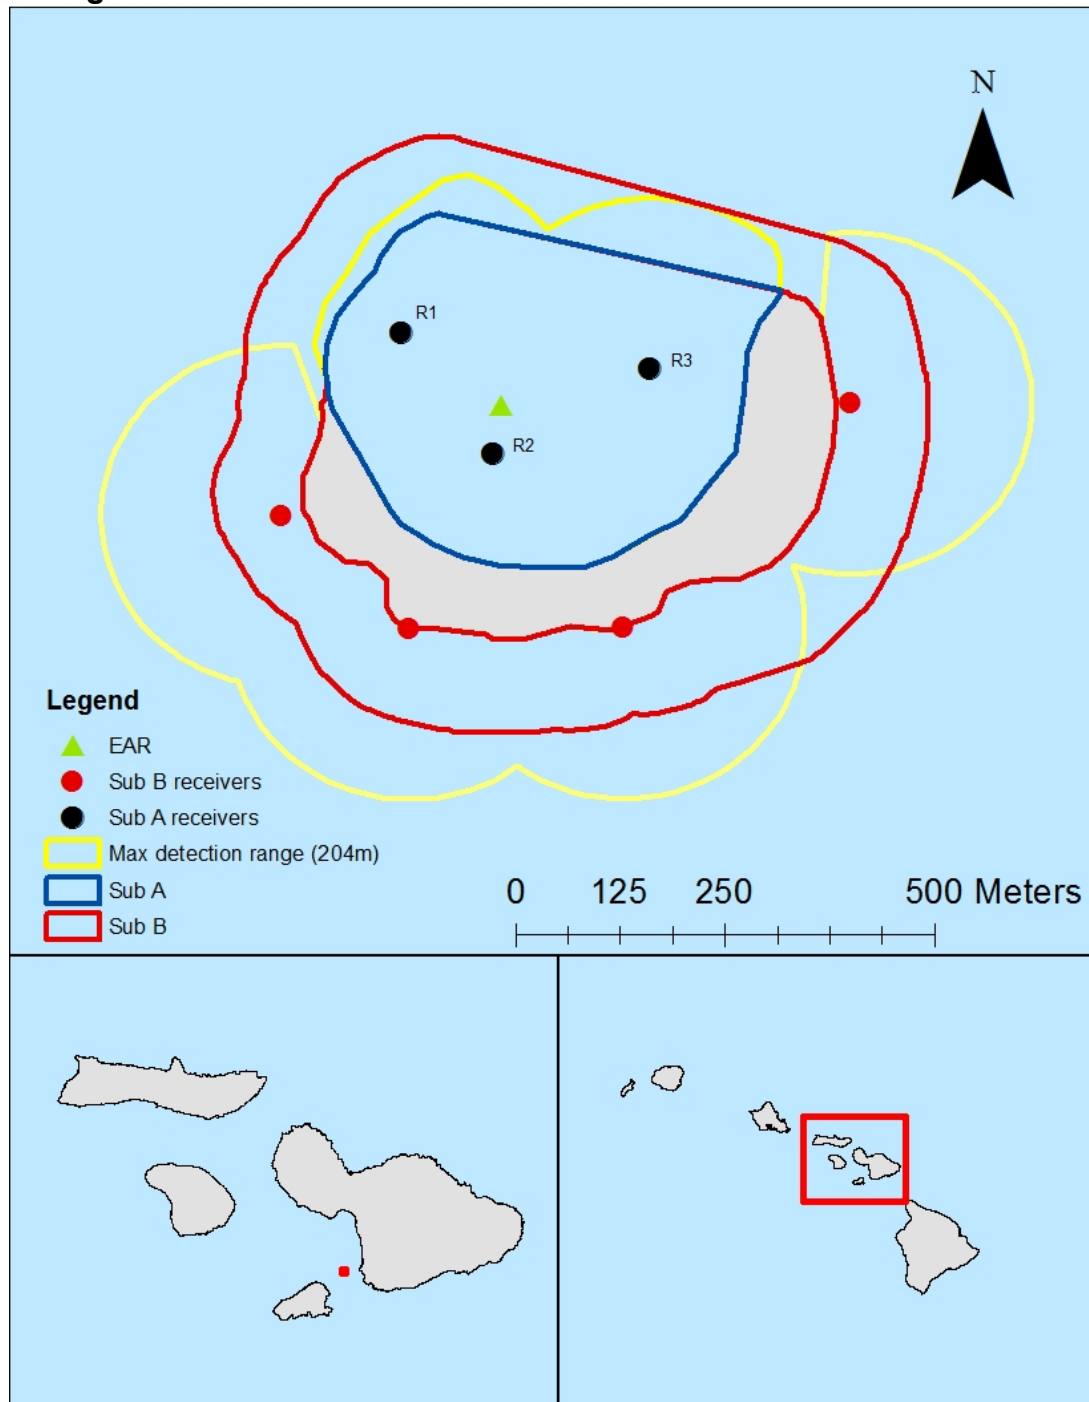 N
R1
R3
R2
Legend
EAR
Sub B receivers
Sub A receivers
Max detection range (204m)
Sub A
Sub B
0 125 250 500 Meters